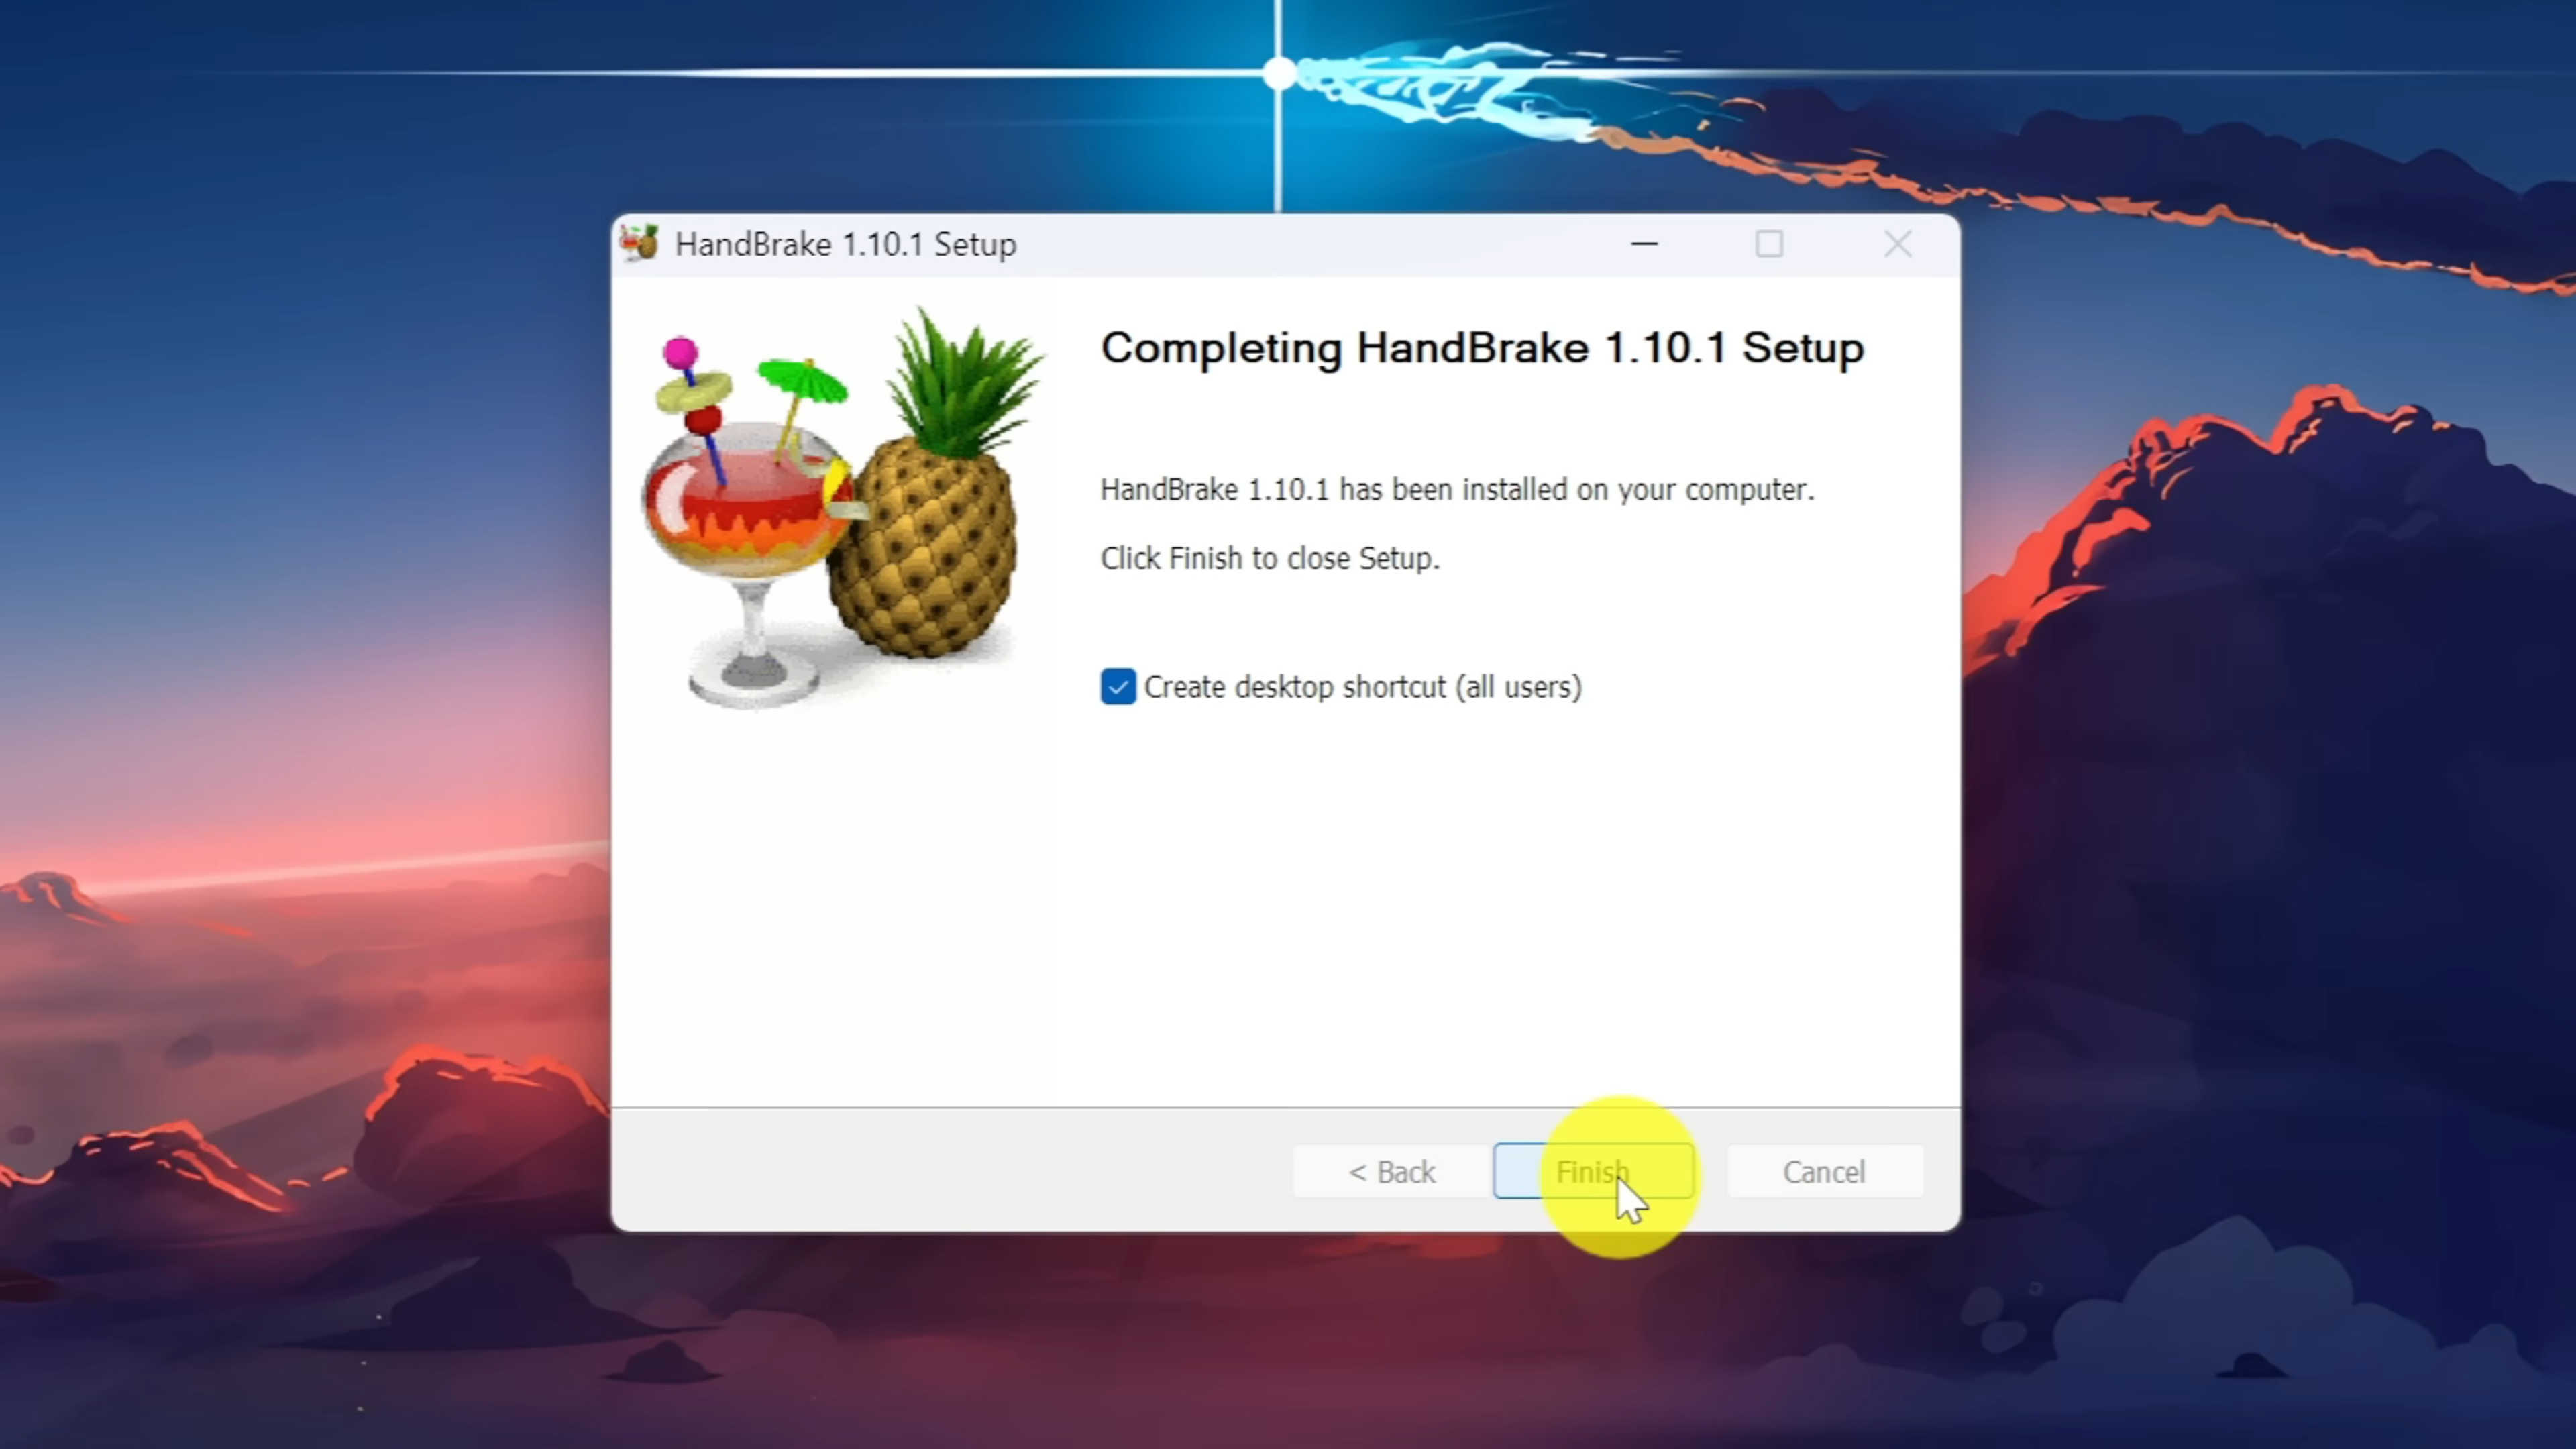 HandBrake 1.10.1 Setup
Completing HandBrake 1.10.1 Setup
HandBrake 1.10.1 has been installed on your computer.
Click Finish to close Setup.
Create desktop shortcut (all users)
< Back
Finish
Cancel